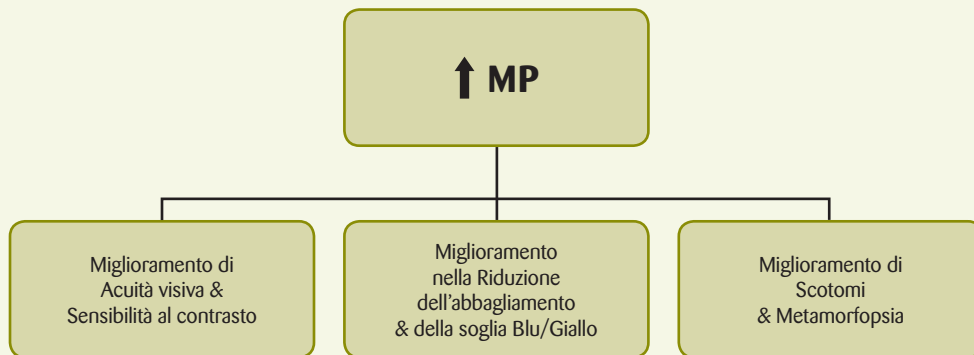 MP
Miglioramento di
Acuità visiva &
Sensibilità al contrasto
Miglioramento
nella Riduzione
dell'abbagliamento
& della soglia Blu/Giallo
Miglioramento di
Scotomi
& Metamorfopsia